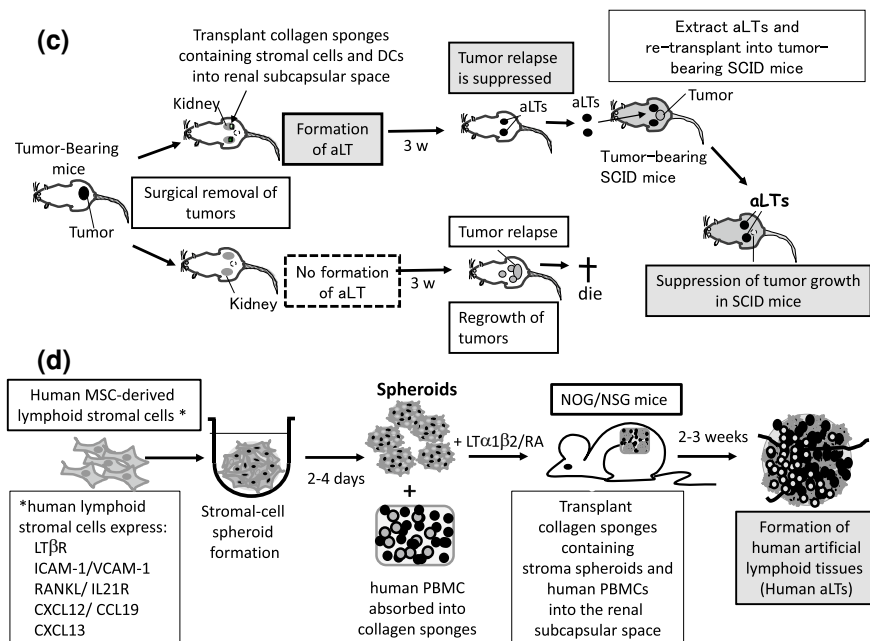 (c)
Transplant collagen sponges
containing stromal cells and DCs
into renal subcapsular space
Kidney
Formation
of aLT
3 w
Tumor relapse
is suppressed
aLTs
aLTs
Extract aLTs and
re-transplant into tumor-
bearing SCID mice
Tumor
Tumor-bearing
SCID mice
Tumor-Bearing
mice
Tumor
Surgical removal of
tumors
Kidney
No formation
of aLT
3 w
Tumor relapse
Regrowth of
tumors
die
aLTs
Suppression of tumor growth
in SCID mice
(d)
Human MSC-derived
lymphoid stromal cells *
*human lymphoid
stromal cells express:
LTβR
ICAM-1/VCAM-1
RANKL/ IL21R
CXCL12/ CCL19
CXCL13
Stromal-cell
spheroid
formation
2-4 days
Spheroids
+
human PBMC
absorbed into
collagen sponges
+ LTα1β2/RA
NOG/NSG mice
Transplant
collagen sponges
containing
stroma spheroids and
human PBMCs
into the renal
subcapsular space
2-3 weeks
Formation of
human artificial
lymphoid tissues
(Human aLTs)